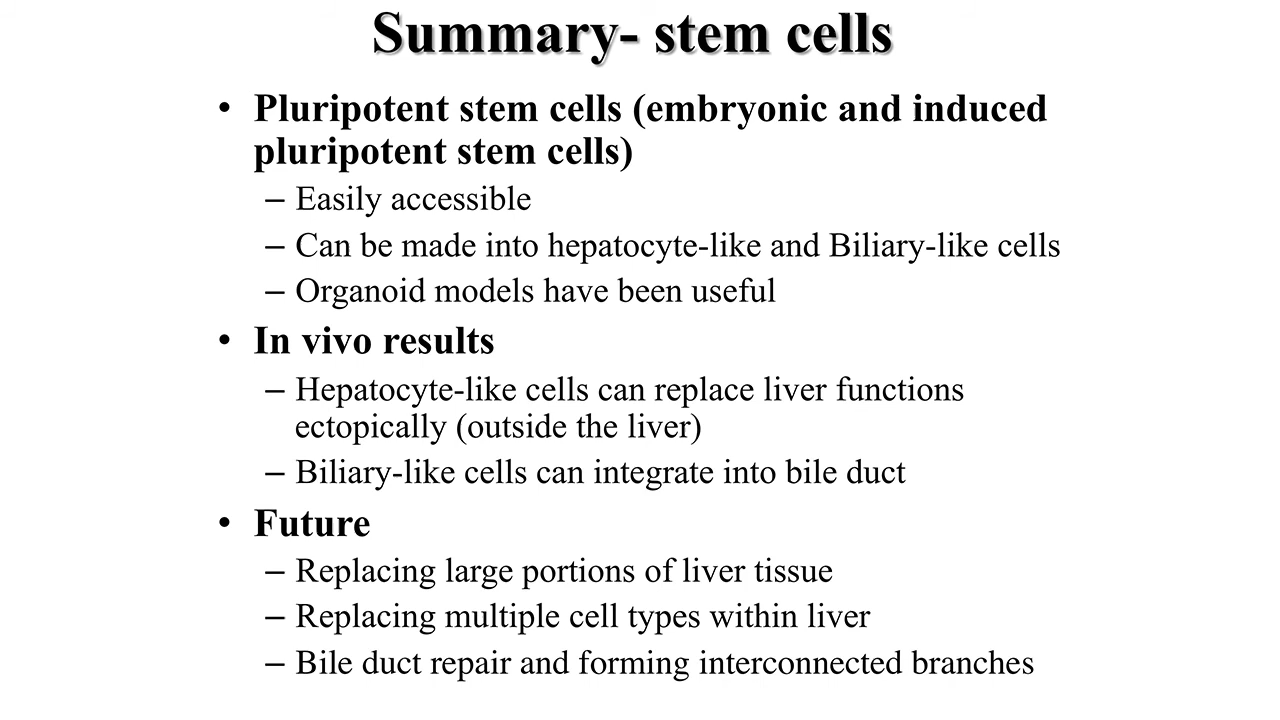 Summary- stem cells
• Pluripotent stem cells (embryonic and induced
pluripotent stem cells)
– Easily accessible
– Can be made into hepatocyte-like and Biliary-like cells
– Organoid models have been useful
• In vivo results
– Hepatocyte-like cells can replace liver functions
ectopically (outside the liver)
– Biliary-like cells can integrate into bile duct
• Future
– Replacing large portions of liver tissue
– Replacing multiple cell types within liver
– Bile duct repair and forming interconnected branches